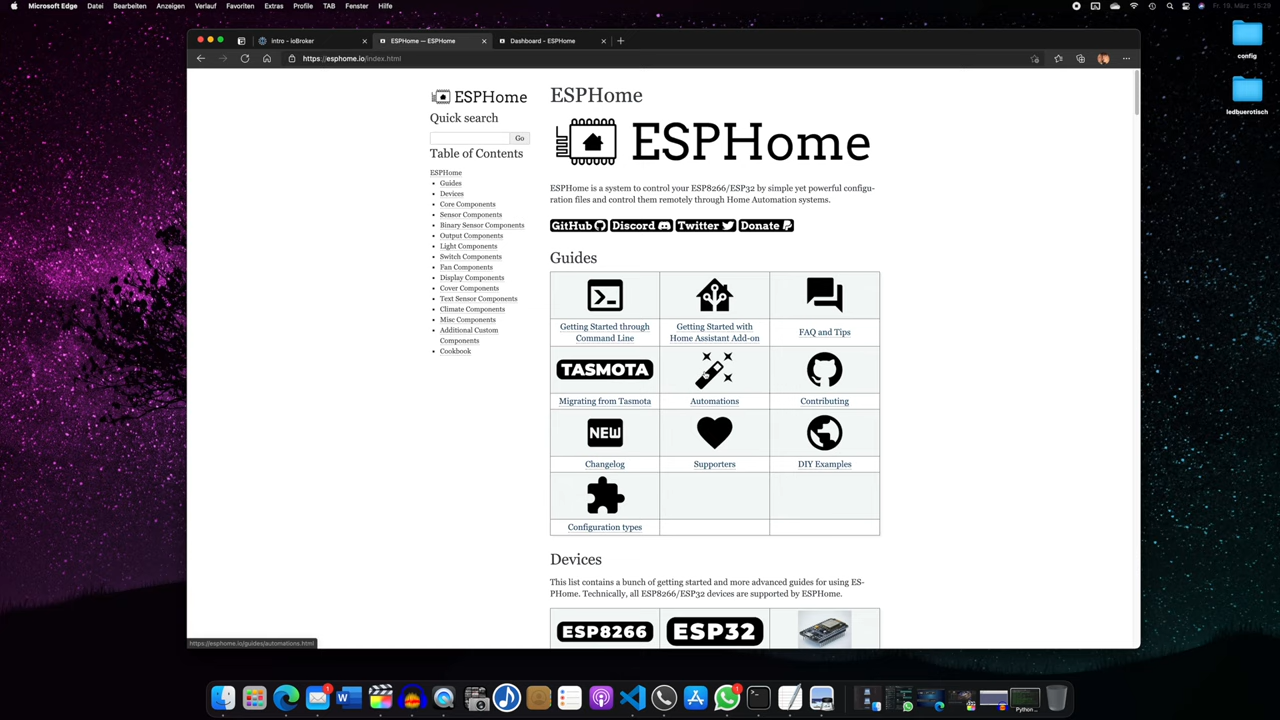 Microsoft Edge Datei Bearbeiten Anzeigen Verlauf Favoriten Extras Profile TAB Fenster Hilfe
Fr. 19. März 15:29
Intro - ioBroker
ESPHome — ESPHome
Dashboard - ESPHome
https://esphome.io/index.html
config
ledbuerotisch
ESPHome
Quick search
Go
Table of Contents
ESPHome
Guides
Devices
Core Components
Sensor Components
Binary Sensor Components
Output Components
Light Components
Switch Components
Fan Components
Display Components
Cover Components
Text Sensor Components
Climate Components
Misc Components
Additional Custom
Components
Cookbook
ESPHome
ESPHome
ESPHome is a system to control your ESP8266/ESP32 by simple yet powerful configu-
ration files and control them remotely through Home Automation systems.
GitHub Discord Twitter Donate
Guides
Getting Started through
Command Line
Getting Started with
Home Assistant Add-on
FAQ and Tips
TASMOTA
Migrating from Tasmota
Automations
Contributing
NEW
Changelog
Supporters
DIY Examples
Configuration types
Devices
This list contains a bunch of getting started and more advanced guides for using ES-
PHome. Technically, all ESP8266/ESP32 devices are supported by ESPHome.
ESP8266
ESP32
https://esphome.io/guides/automations.html
1
1
Python...